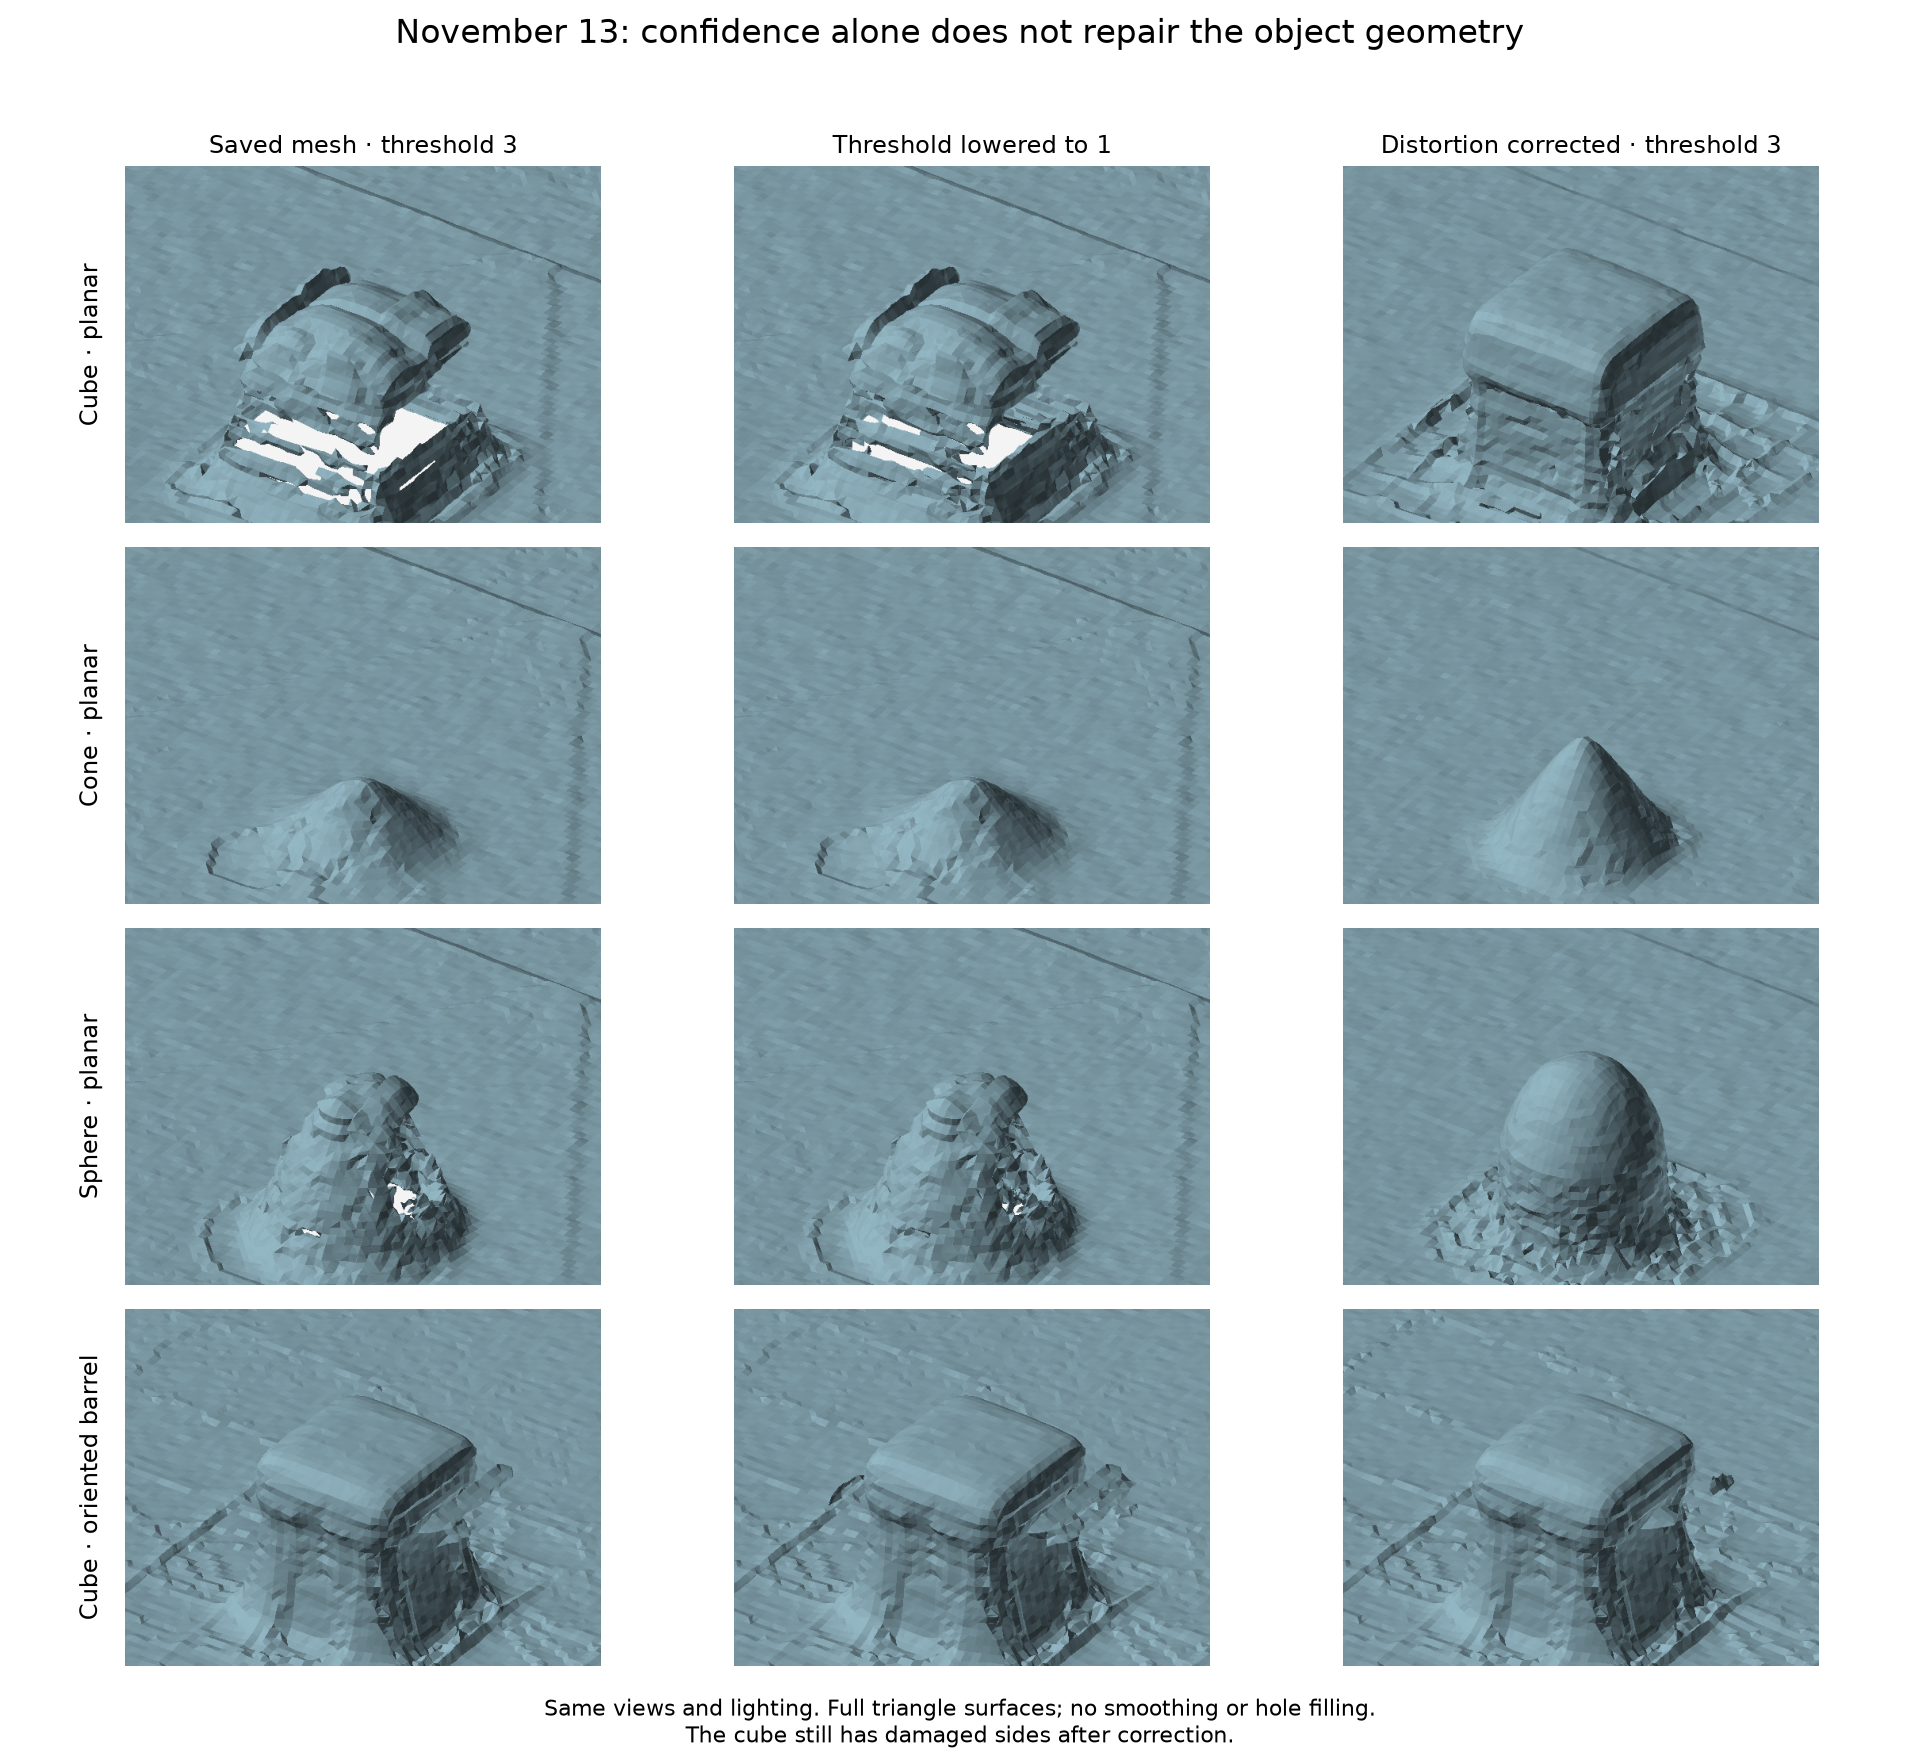 November 13: confidence alone does not repair the object geometry
Saved mesh · threshold 3
Threshold lowered to 1
Distortion corrected · threshold 3
Cube · planar
Cone · planar
Sphere · planar
Cube · oriented barrel
Same views and lighting. Full triangle surfaces; no smoothing or hole filling.
The cube still has damaged sides after correction.